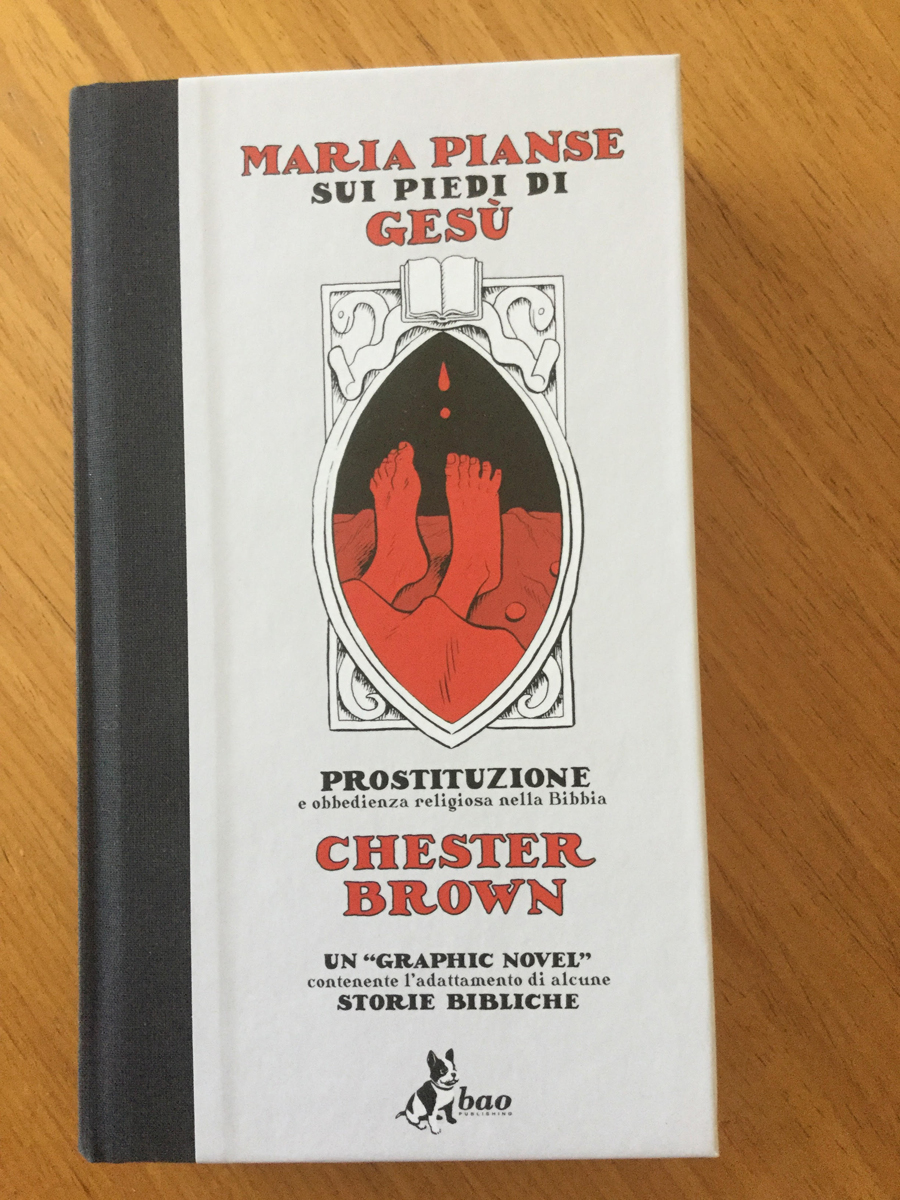 MARIA PIANSE
SUI PIEDI DI
GESÙ
PROSTITUZIONE
e obbedienza religiosa nella Bibbia
CHESTER
BROWN
UN “GRAPHIC NOVEL”
contenente l’adattamento di alcune
STORIE BIBLICHE
bao
PUBLISHING